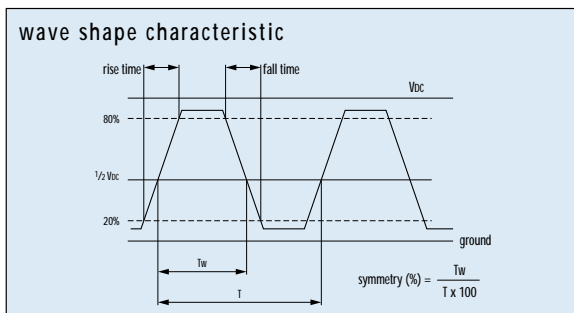 wave shape characteristic
rise time
fall time
VDC
80%
1/2 VDC
20%
ground
Tw
T
symmetry (%) = Tw
T x 100